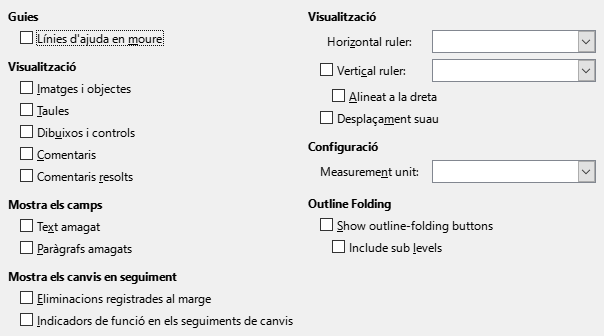 Guies
Línies d'ajuda en moure
Visualització
Imatges i objectes
Taules
Dibuixos i controls
Comentaris
Comentaris resolts
Mostra els camps
Text amagat
Paràgrafs amagats
Mostra els canvis en seguiment
Eliminacions registrades al marge
Indicadors de funció en els seguiments de canvis
Visualització
Horizontal ruler:
Vertical ruler:
Alineat a la dreta
Desplaçament suau
Configuració
Measurement unit:
Outline Folding
Show outline-folding buttons
Include sub levels